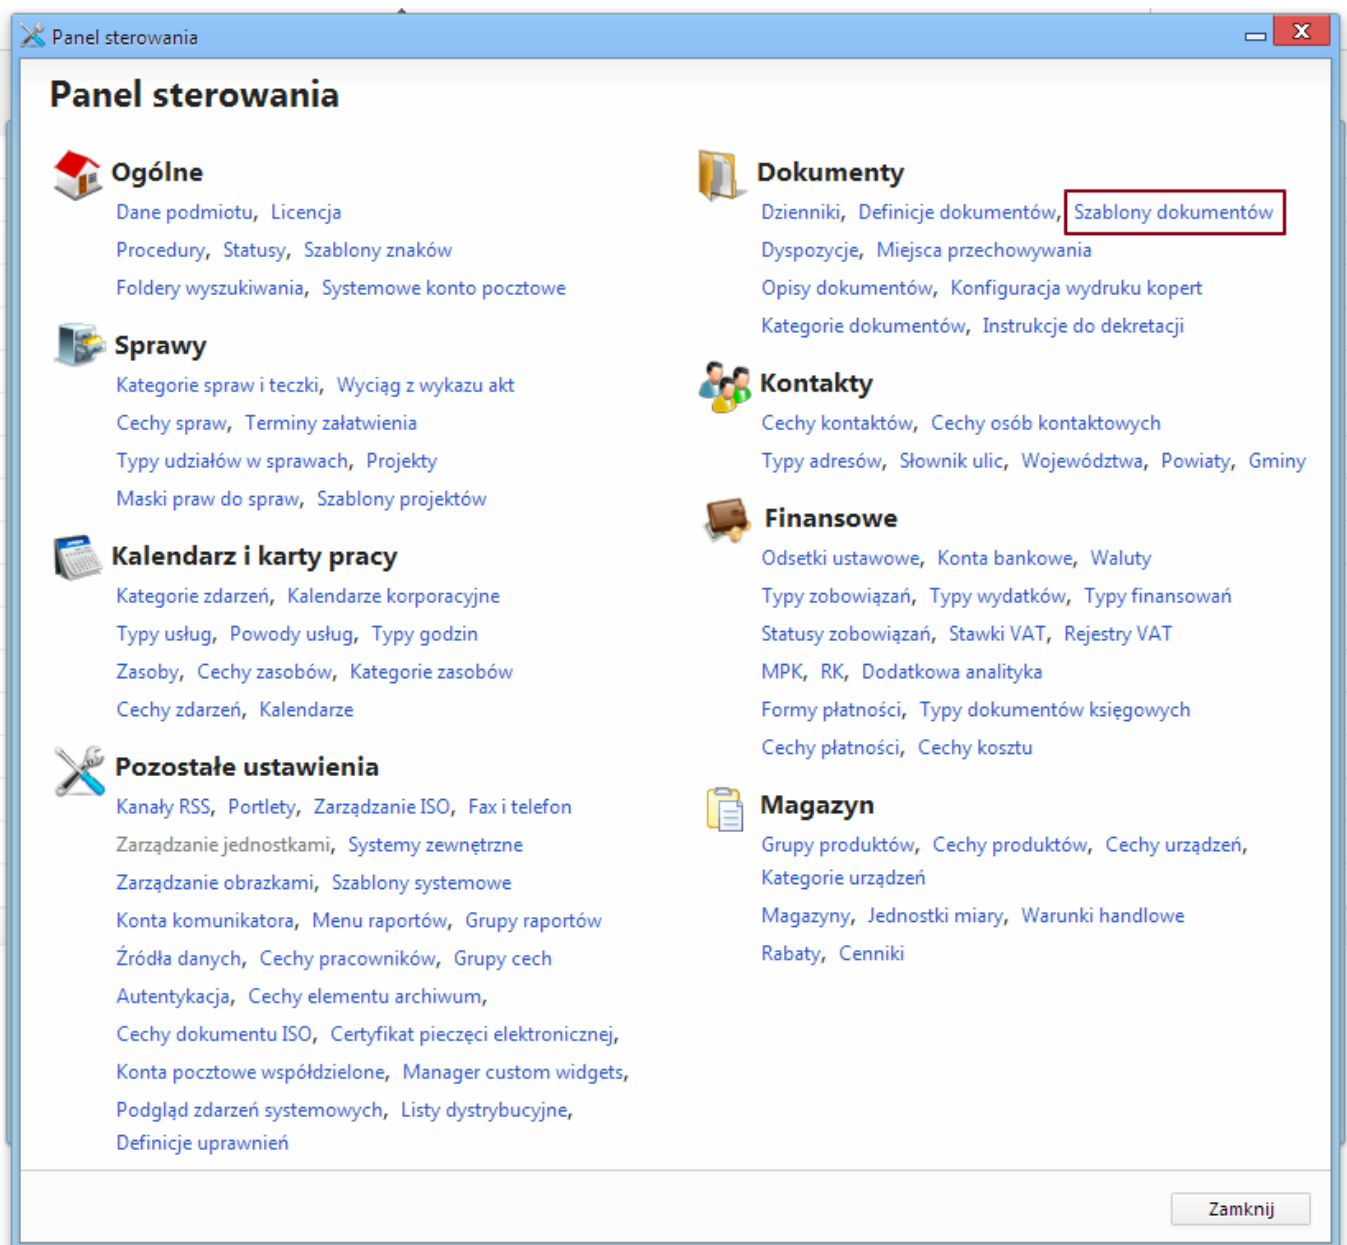 Panel sterowania
Panel sterowania
Ogólne
Dane podmiotu, Licencja
Procedury, Statusy, Szablony znaków
Foldery wyszukiwania, Systemowe konto pocztowe
Sprawy
Kategorie spraw i teczki, Wyciąg z wykazu akt
Cechy spraw, Terminy załatwienia
Typy udziałów w sprawach, Projekty
Maski praw do spraw, Szablony projektów
Kalendarz i karty pracy
Kategorie zdarzeń, Kalendarze korporacyjne
Typy usług, Powody usług, Typy godzin
Zasoby, Cechy zasobów, Kategorie zasobów
Cechy zdarzeń, Kalendarze
Pozostałe ustawienia
Kanały RSS, Portlety, Zarządzanie ISO, Fax i telefon
Zarządzanie jednostkami, Systemy zewnętrzne
Zarządzanie obrazkami, Szablony systemowe
Konta komunikatora, Menu raportów, Grupy raportów
Źródła danych, Cechy pracowników, Grupy cech
Autentykacja, Cechy elementu archiwum,
Cechy dokumentu ISO, Certyfikat pieczęci elektronicznej,
Konta pocztowe współdzielone, Manager custom widgets,
Podgląd zdarzeń systemowych, Listy dystrybucyjne,
Definicje uprawnień
Dokumenty
Dzienniki, Definicje dokumentów, Szablony dokumentów
Dyspozycje, Miejsca przechowywania
Opisy dokumentów, Konfiguracja wydruku kopert
Kategorie dokumentów, Instrukcje do dekretacji
Kontakty
Cechy kontaktów, Cechy osób kontaktowych
Typy adresów, Słownik ulic, Województwa, Powiaty, Gminy
Finansowe
Odsetki ustawowe, Konta bankowe, Waluty
Typy zobowiązań, Typy wydatków, Typy finansowań
Statusy zobowiązań, Stawki VAT, Rejestry VAT
MPK, RK, Dodatkowa analityka
Formy płatności, Typy dokumentów księgowych
Cechy płatności, Cechy kosztu
Magazyn
Grupy produktów, Cechy produktów, Cechy urządzeń,
Kategorie urządzeń
Magazyny, Jednostki miary, Warunki handlowe
Rabaty, Cenniki
Zamknij